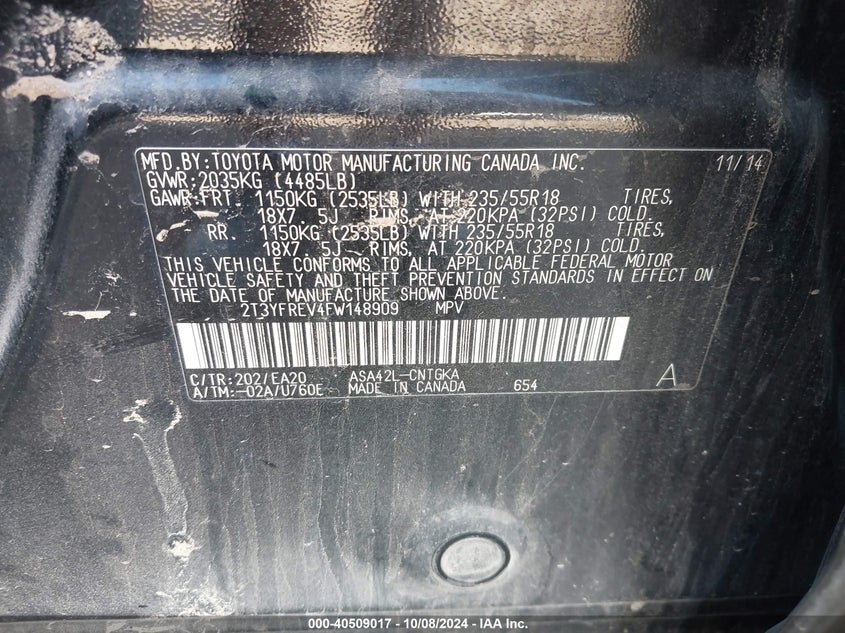 MFD.BY:TOYOTA MOTOR MANUFACTURING CANADA INC. 11/14
GVWR:2035KG (4485LB)
GAWR:FRT. 1150KG (2535LB) WITH 235/55R18 TIRES,
18X7. 5J RIMS, AT 220KPA (32PSI) COLD.
RR. 1150KG (2535LB) WITH 235/55R18 TIRES,
18X7. 5J RIMS, AT 220KPA (32PSI) COLD.
THIS VEHICLE CONFORMS TO ALL APPLICABLE FEDERAL MOTOR
VEHICLE SAFETY AND THEFT PREVENTION STANDARDS IN EFFECT ON
THE DATE OF MANUFACTURE SHOWN ABOVE.
2T3YFREV4FW148909 MPV
C/TR:202/EA20 ASA42L-CNTGKA
A/TM:-02A/U760E MADE IN CANADA 654 A
000-40509017 - 10/08/2024 - IAA Inc.